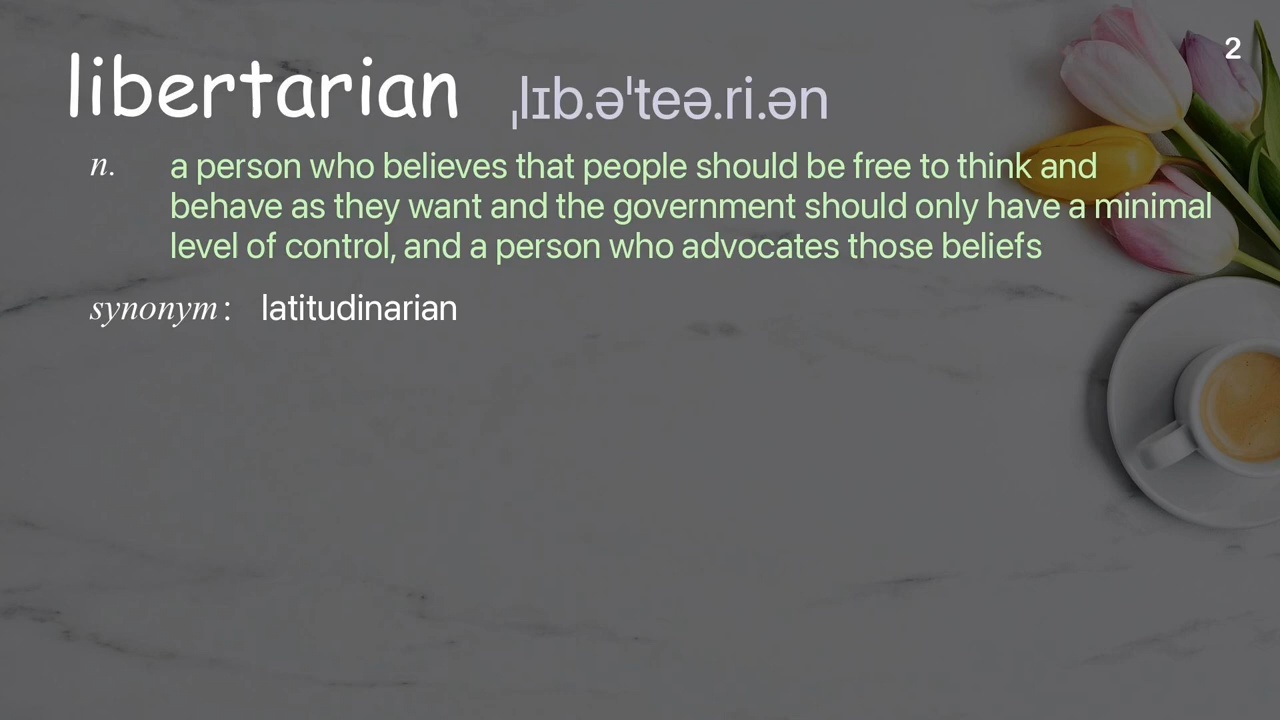 2
libertarian ˌlɪb.əˈteə.ri.ən
n. a person who believes that people should be free to think and
behave as they want and the government should only have a minimal
level of control, and a person who advocates those beliefs
synonym: latitudinarian